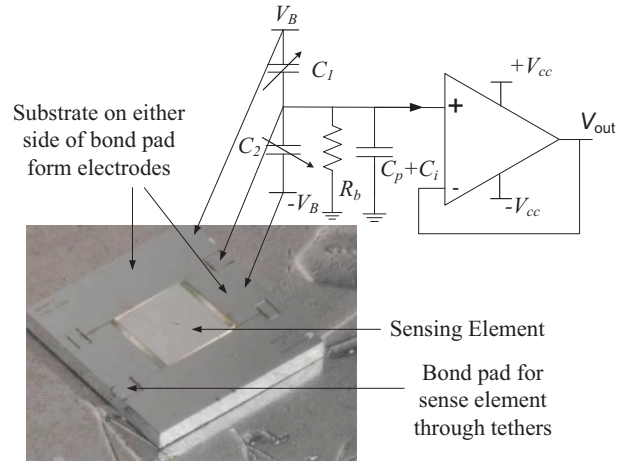 V_B
C_1
+V_cc
Substrate on either
side of bond pad
form electrodes
C_2
+
V_out
R_b
C_p+C_i
-
-V_B
-V_cc
Sensing Element
Bond pad for
sense element
through tethers